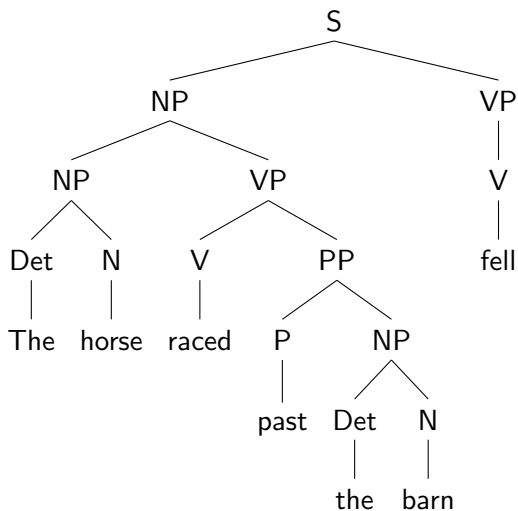 S
NP VP
NP VP V
Det N V PP fell
The horse raced P NP
past Det N
the barn